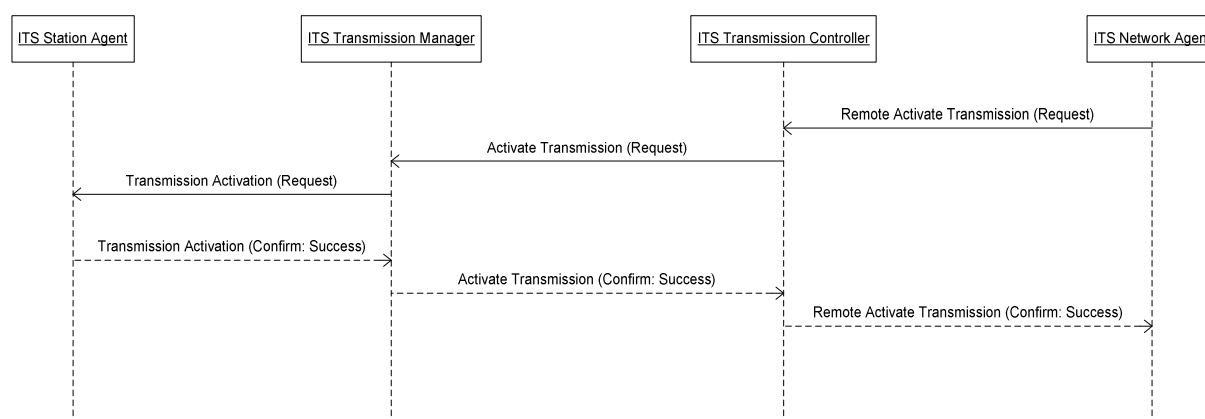 ITS Station Agent
ITS Transmission Manager
ITS Transmission Controller
ITS Network Agen
Remote Activate Transmission (Request)
Activate Transmission (Request)
Transmission Activation (Request)
Transmission Activation (Confirm: Success)
Activate Transmission (Confirm: Success)
Remote Activate Transmission (Confirm: Success)